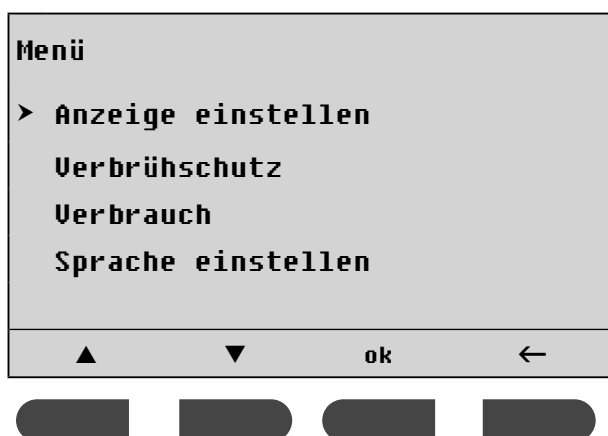 Menü
➤ Anzeige einstellen
Verbrühschutz
Verbrauch
Sprache einstellen
▲ ▼ ok ←